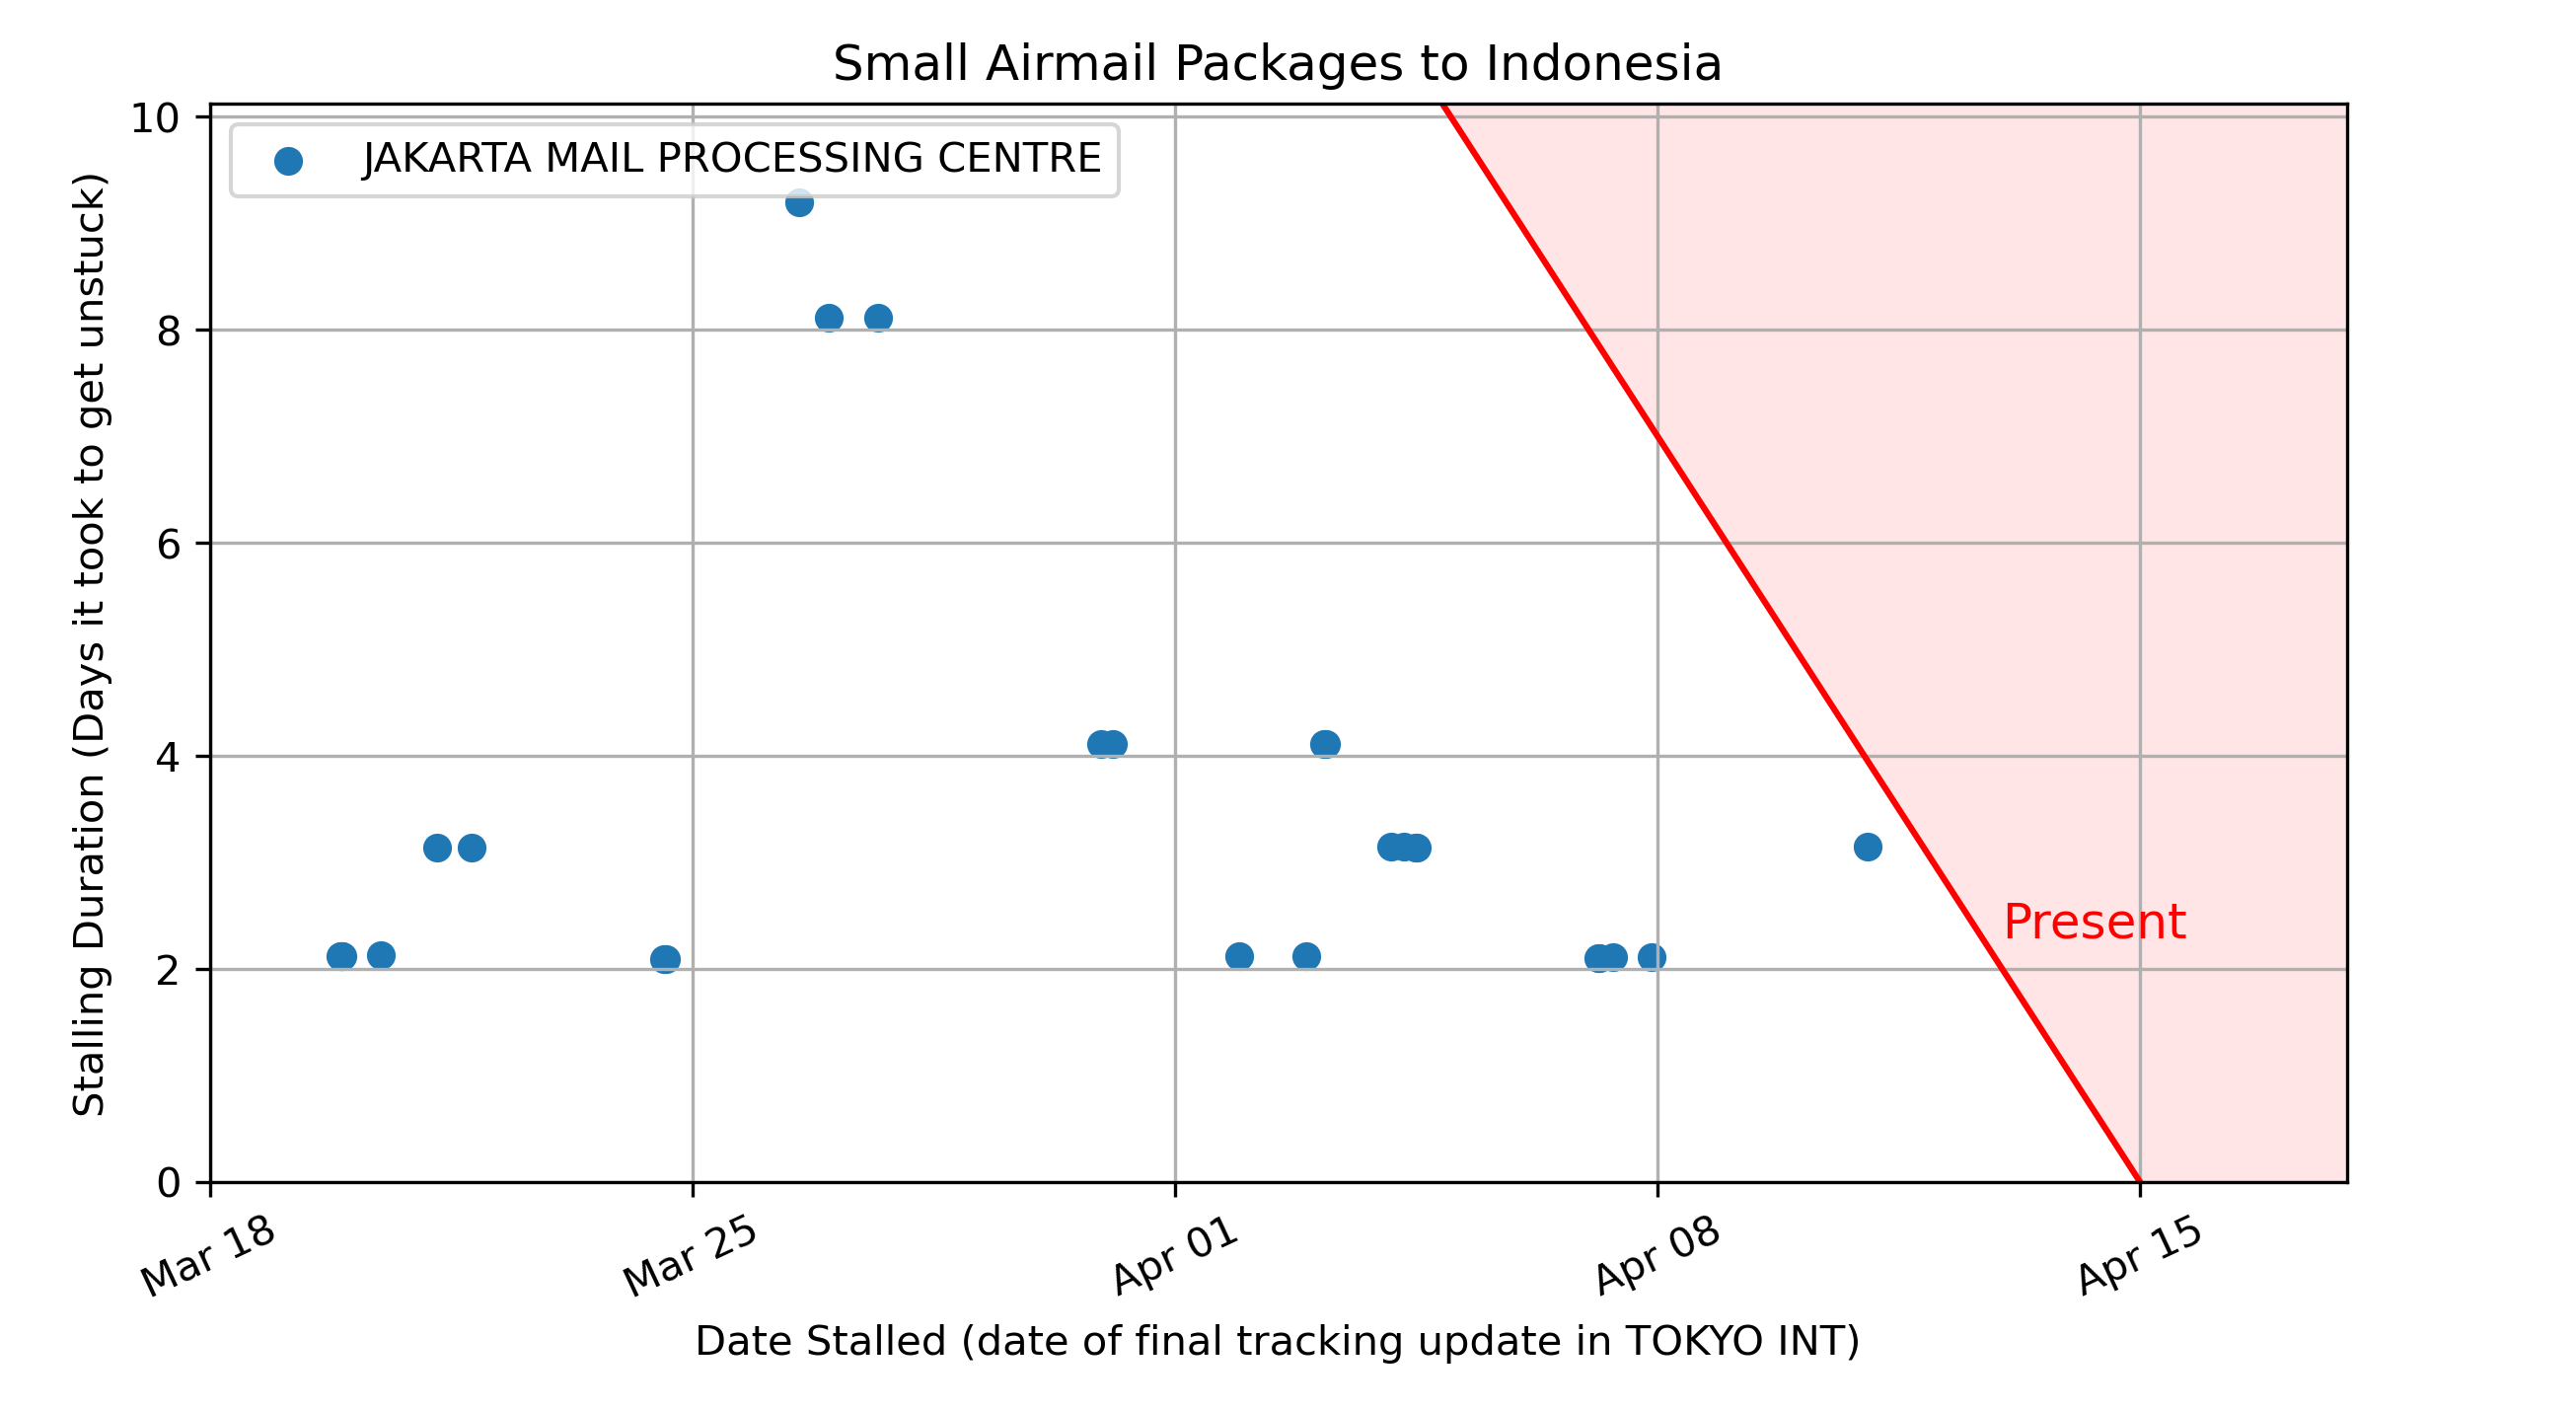 Small Airmail Packages to Indonesia
JAKARTA MAIL PROCESSING CENTRE
Stalling Duration (Days it took to get unstuck)
10
8
6
4
2
0
Present
Mar 18
Mar 25
Apr 01
Apr 08
Apr 15
Date Stalled (date of final tracking update in TOKYO INT)